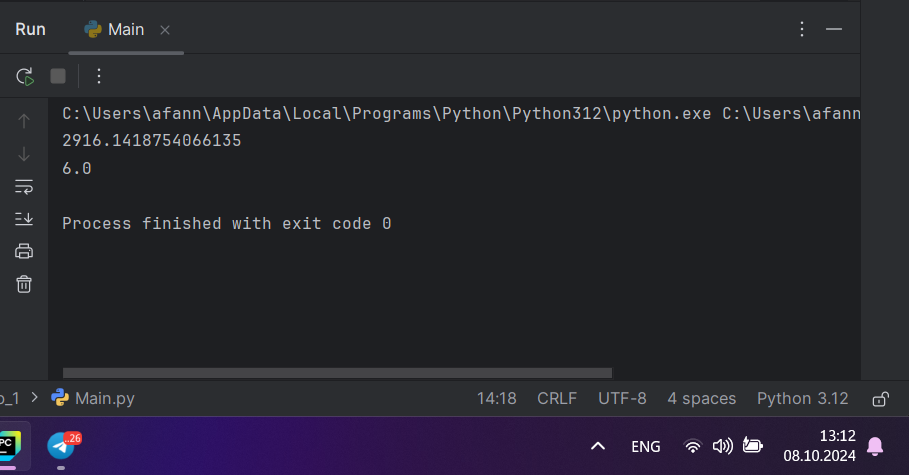 Run Main
C:\Users\afann\AppData\Local\Programs\Python\Python312\python.exe C:\Users\afann
2916.1418754066135
6.0
Process finished with exit code 0
o_1 > Main.py 14:18 CRLF UTF-8 4 spaces Python 3.12
PC ..26 ENG 13:12
08.10.2024